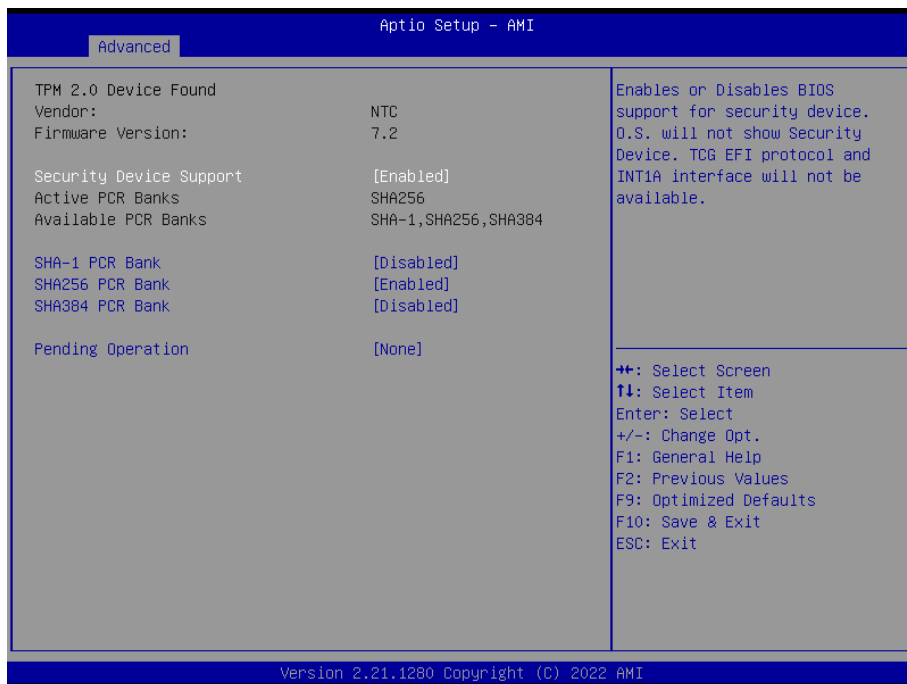 Aptio Setup – AMI
Advanced
TPM 2.0 Device Found
Vendor: NTC
Firmware Version: 7.2
Security Device Support [Enabled]
Active PCR Banks SHA256
Available PCR Banks SHA-1,SHA256,SHA384
SHA-1 PCR Bank [Disabled]
SHA256 PCR Bank [Enabled]
SHA384 PCR Bank [Disabled]
Pending Operation [None]
Enables or Disables BIOS
support for security device.
O.S. will not show Security
Device. TCG EFI protocol and
INT1A interface will not be
available.
→←: Select Screen
↑↓: Select Item
Enter: Select
+/-: Change Opt.
F1: General Help
F2: Previous Values
F9: Optimized Defaults
F10: Save & Exit
ESC: Exit
Version 2.21.1280 Copyright (C) 2022 AMI